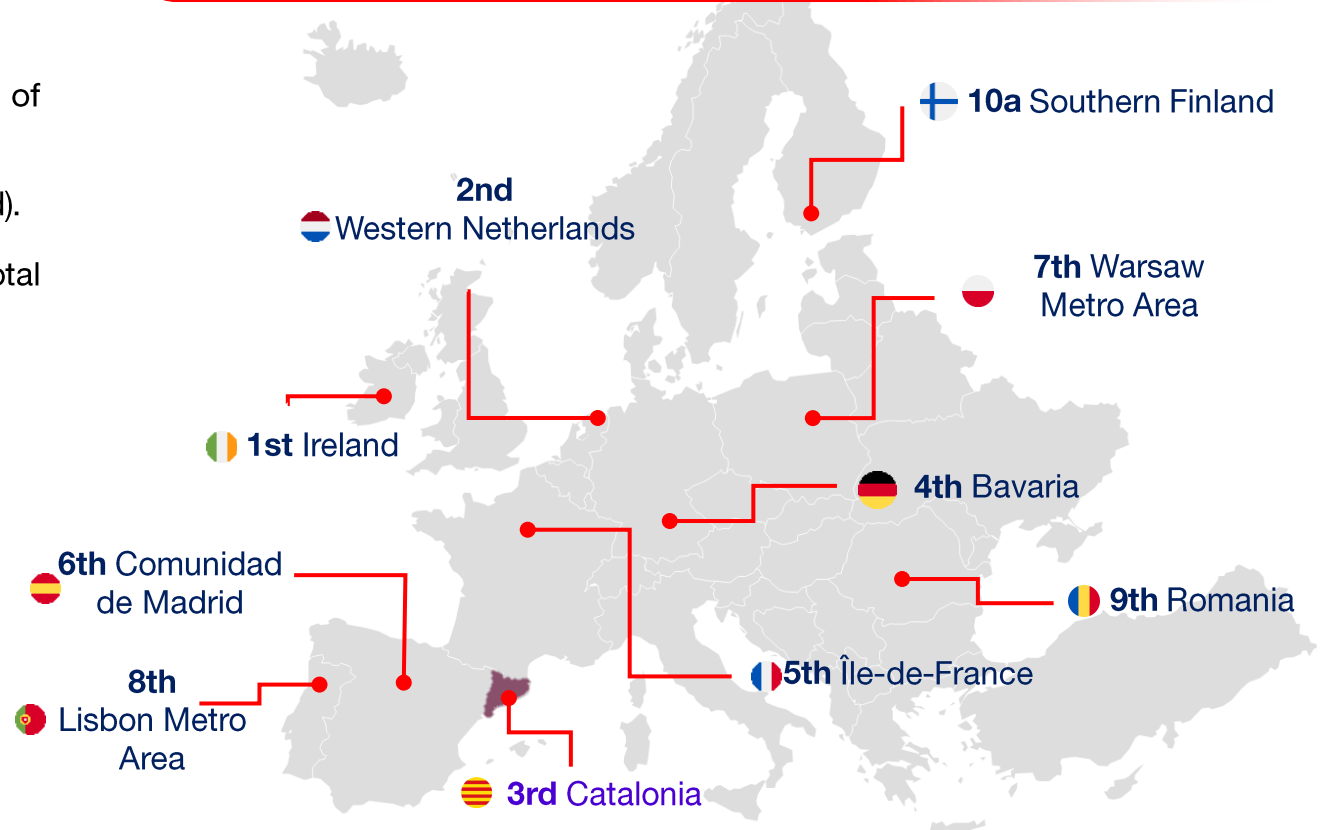 of
d).
otal
10a Southern Finland
2nd
Western Netherlands
7th Warsaw
Metro Area
1st Ireland
4th Bavaria
6th Comunidad
de Madrid
9th Romania
5th Île-de-France
8th
Lisbon Metro
Area
3rd Catalonia